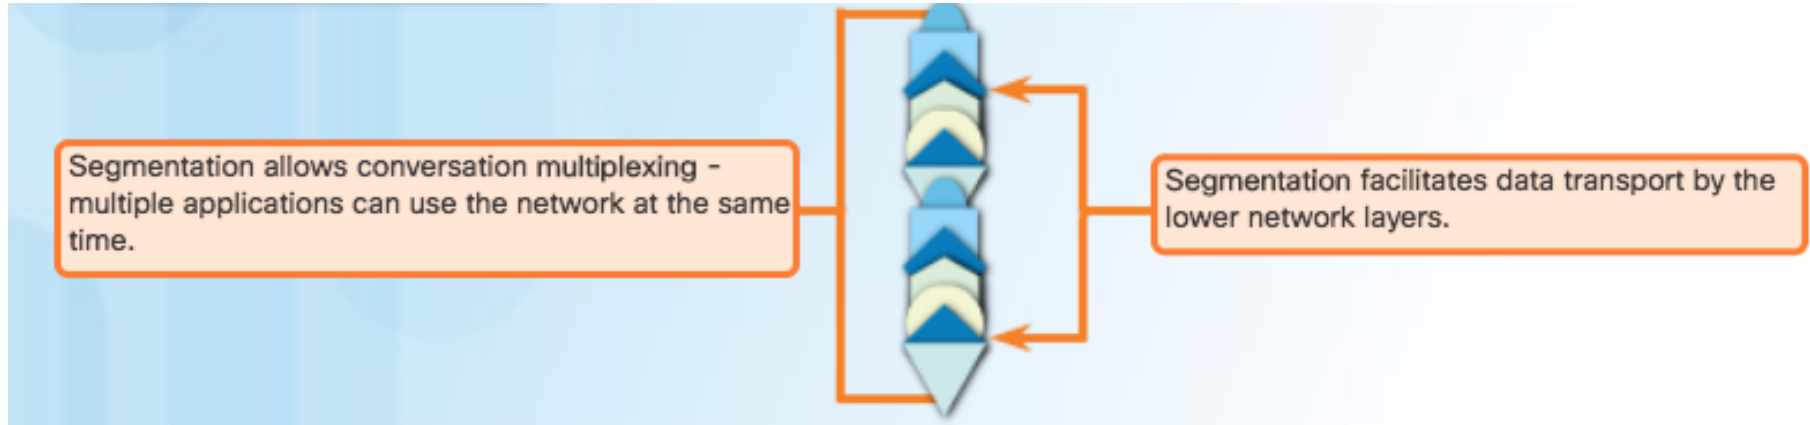 Segmentation allows conversation multiplexing -
multiple applications can use the network at the same
time.
Segmentation facilitates data transport by the
lower network layers.